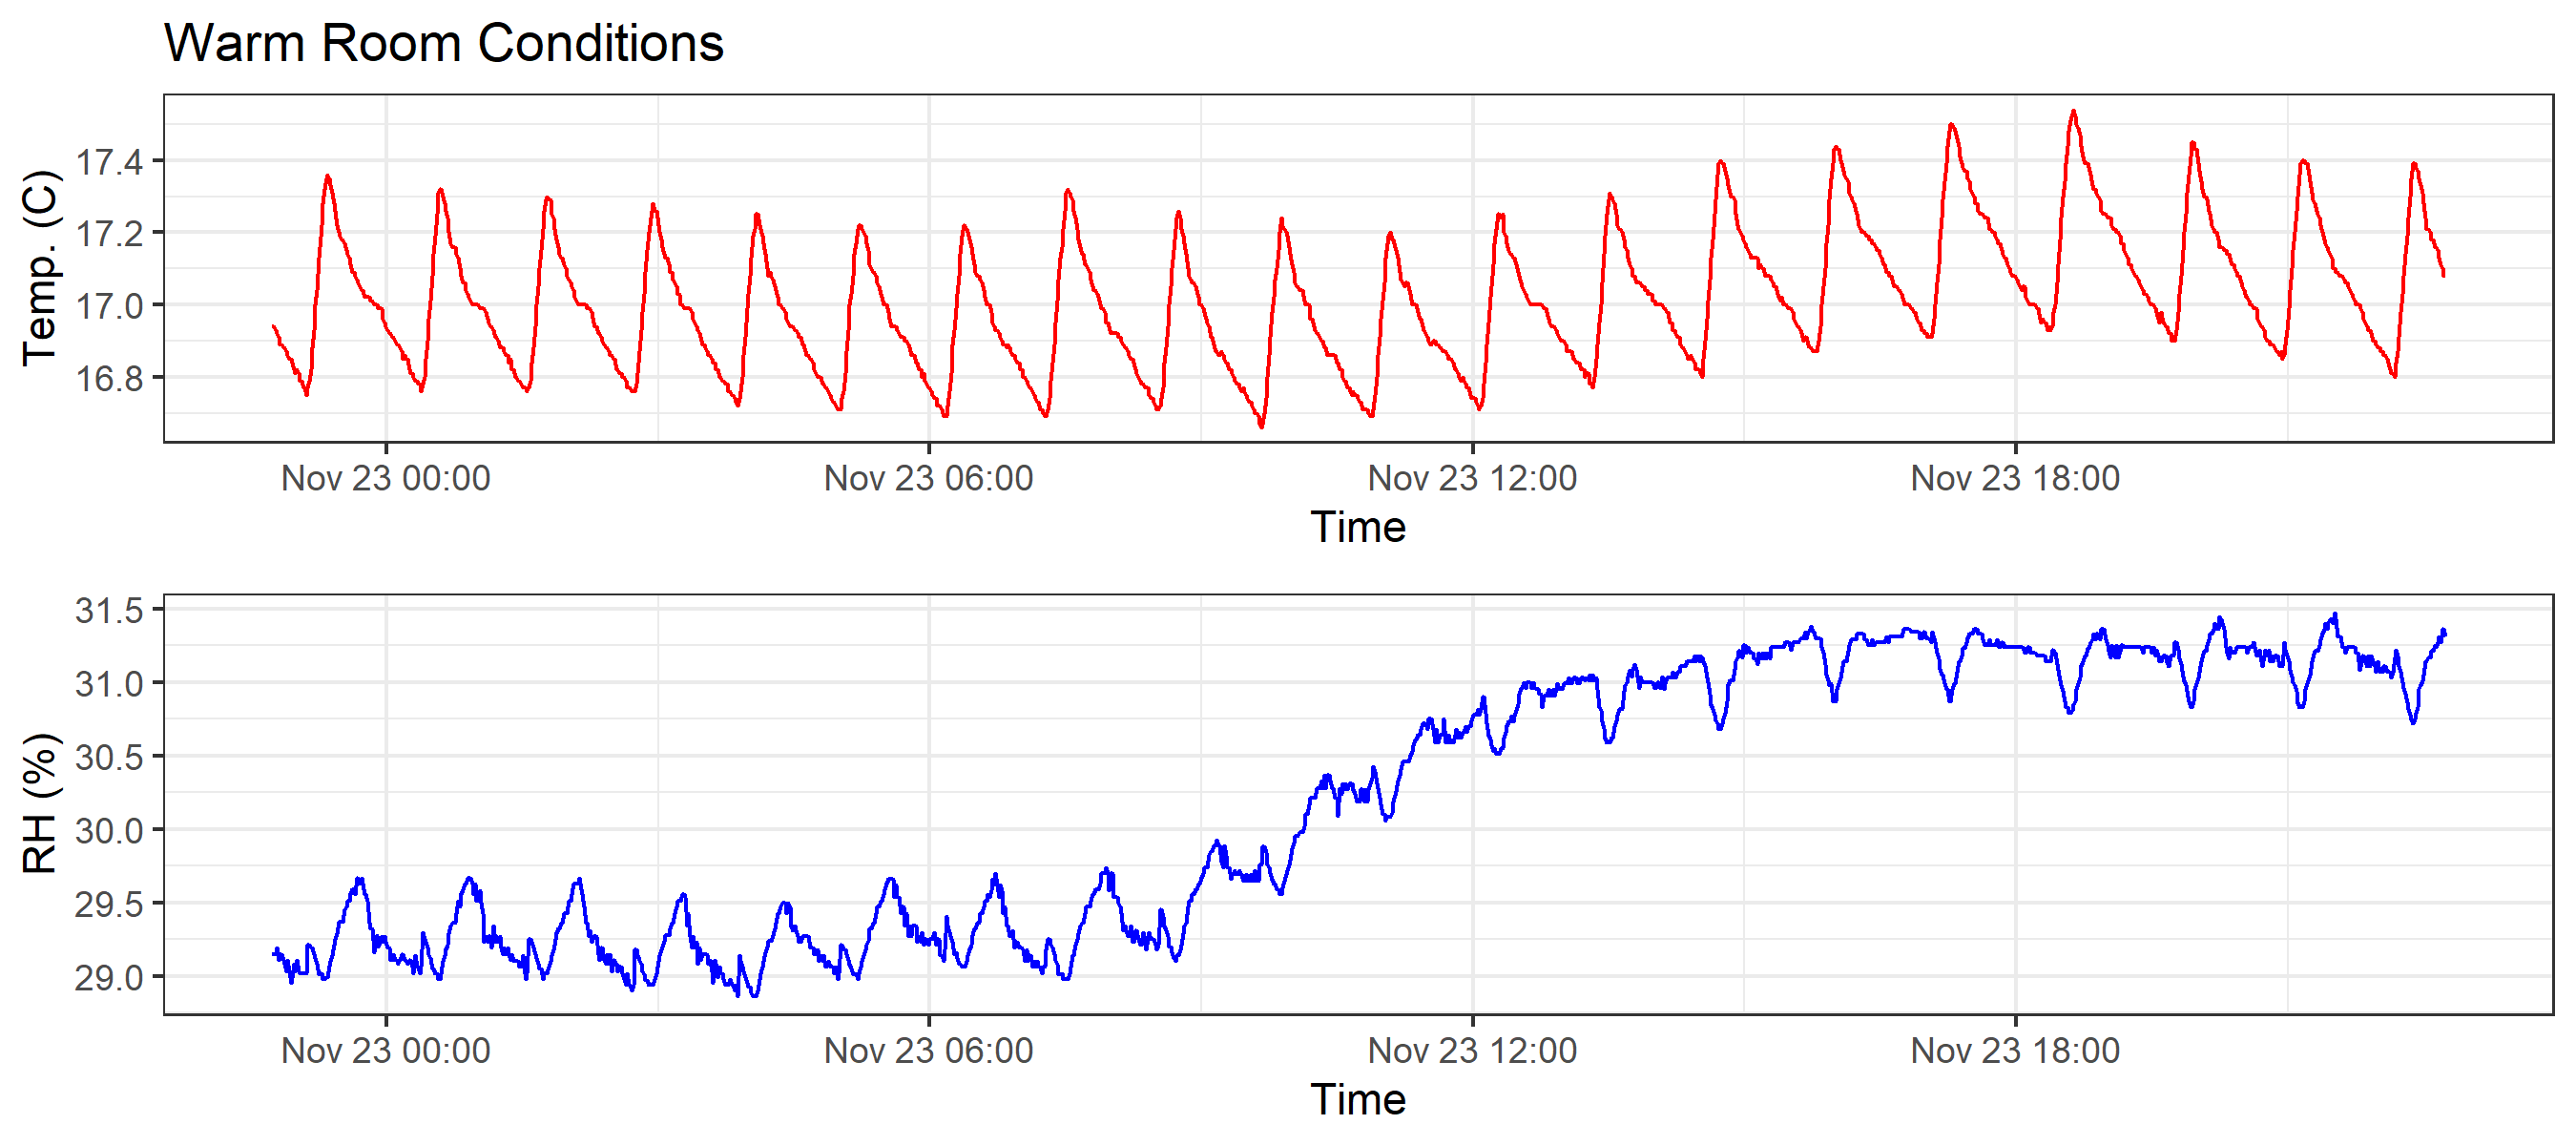 Warm Room Conditions
Temp. (C)
17.4
17.2
17.0
16.8
Nov 23 00:00 Nov 23 06:00 Nov 23 12:00 Nov 23 18:00
Time
RH (%)
31.5
31.0
30.5
30.0
29.5
29.0
Nov 23 00:00 Nov 23 06:00 Nov 23 12:00 Nov 23 18:00
Time